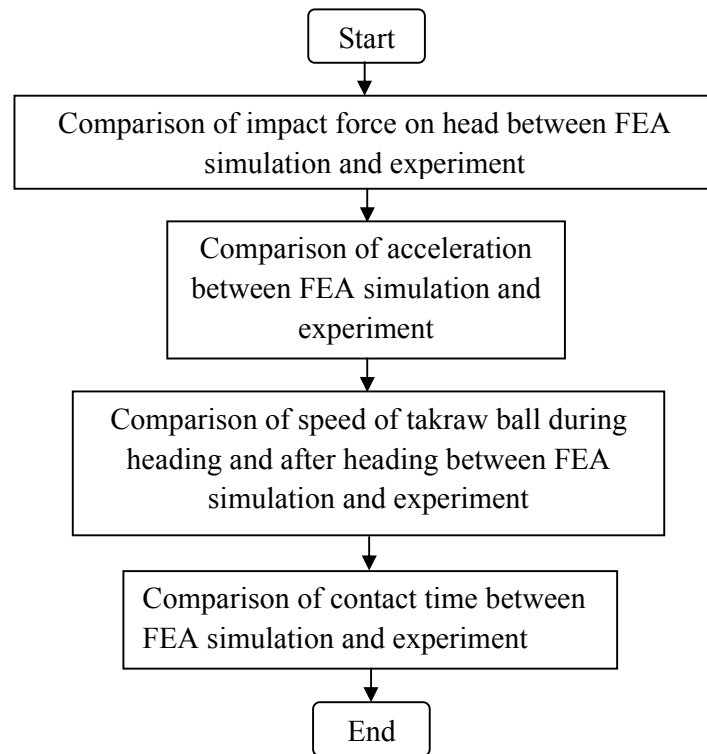 Start
Comparison of impact force on head between FEA
simulation and experiment
Comparison of acceleration
between FEA simulation and
experiment
Comparison of speed of takraw ball during
heading and after heading between FEA
simulation and experiment
Comparison of contact time between
FEA simulation and experiment
End